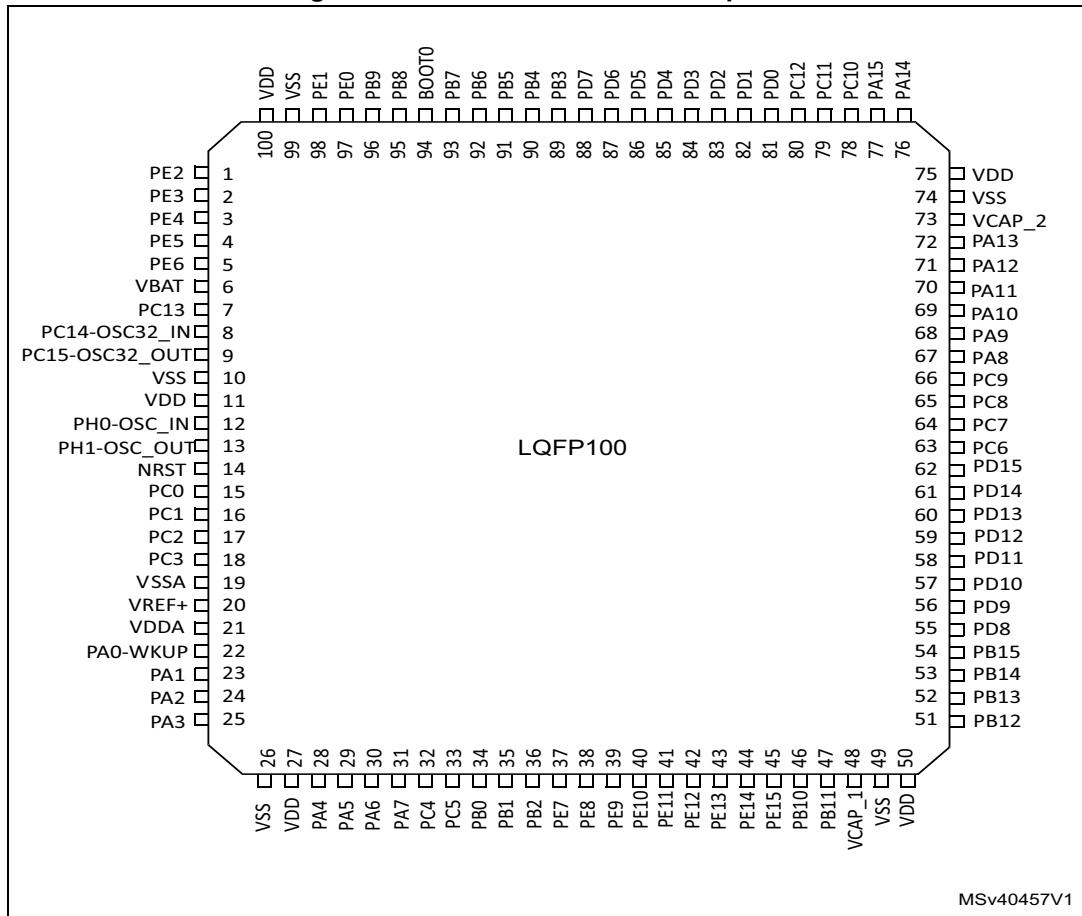 VDD
VSS
PE1
PE0
PB9
PB8
BOOT0
PB7
PB6
PB5
PB4
PB3
PD7
PD6
PD5
PD4
PD3
PD2
PD1
PD0
PC12
PC11
PC10
PA15
PA14
100
99
98
97
96
95
94
93
92
91
90
89
88
87
86
85
84
83
82
81
80
79
78
77
76
PE2 1
PE3 2
PE4 3
PE5 4
PE6 5
VBAT 6
PC13 7
PC14-OSC32_IN 8
PC15-OSC32_OUT 9
VSS 10
VDD 11
PH0-OSC_IN 12
PH1-OSC_OUT 13
NRST 14
PC0 15
PC1 16
PC2 17
PC3 18
VSSA 19
VREF+ 20
VDDA 21
PA0-WKUP 22
PA1 23
PA2 24
PA3 25
LQFP100
75 VDD
74 VSS
73 VCAP_2
72 PA13
71 PA12
70 PA11
69 PA10
68 PA9
67 PA8
66 PC9
65 PC8
64 PC7
63 PC6
62 PD15
61 PD14
60 PD13
59 PD12
58 PD11
57 PD10
56 PD9
55 PD8
54 PB15
53 PB14
52 PB13
51 PB12
26
27
28
29
30
31
32
33
34
35
36
37
38
39
40
41
42
43
44
45
46
47
48
49
50
VSS
VDD
PA4
PA5
PA6
PA7
PC4
PC5
PB0
PB1
PB2
PE7
PE8
PE9
PE10
PE11
PE12
PE13
PE14
PE15
PB10
PB11
VCAP_1
VSS
VDD
MSv40457V1